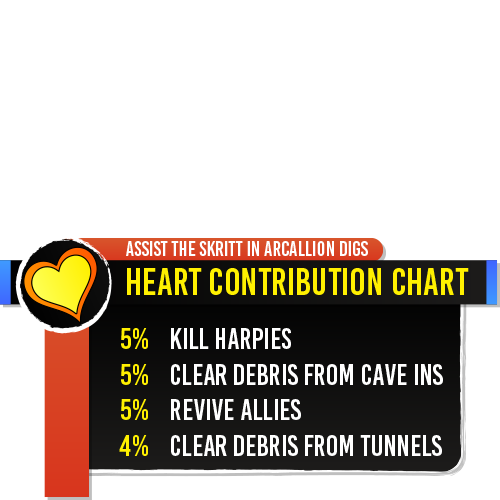 ASSIST THE SKRITT IN ARCALLION DIGS
HEART CONTRIBUTION CHART
5% KILL HARPIES
5% CLEAR DEBRIS FROM CAVE INS
5% REVIVE ALLIES
4% CLEAR DEBRIS FROM TUNNELS